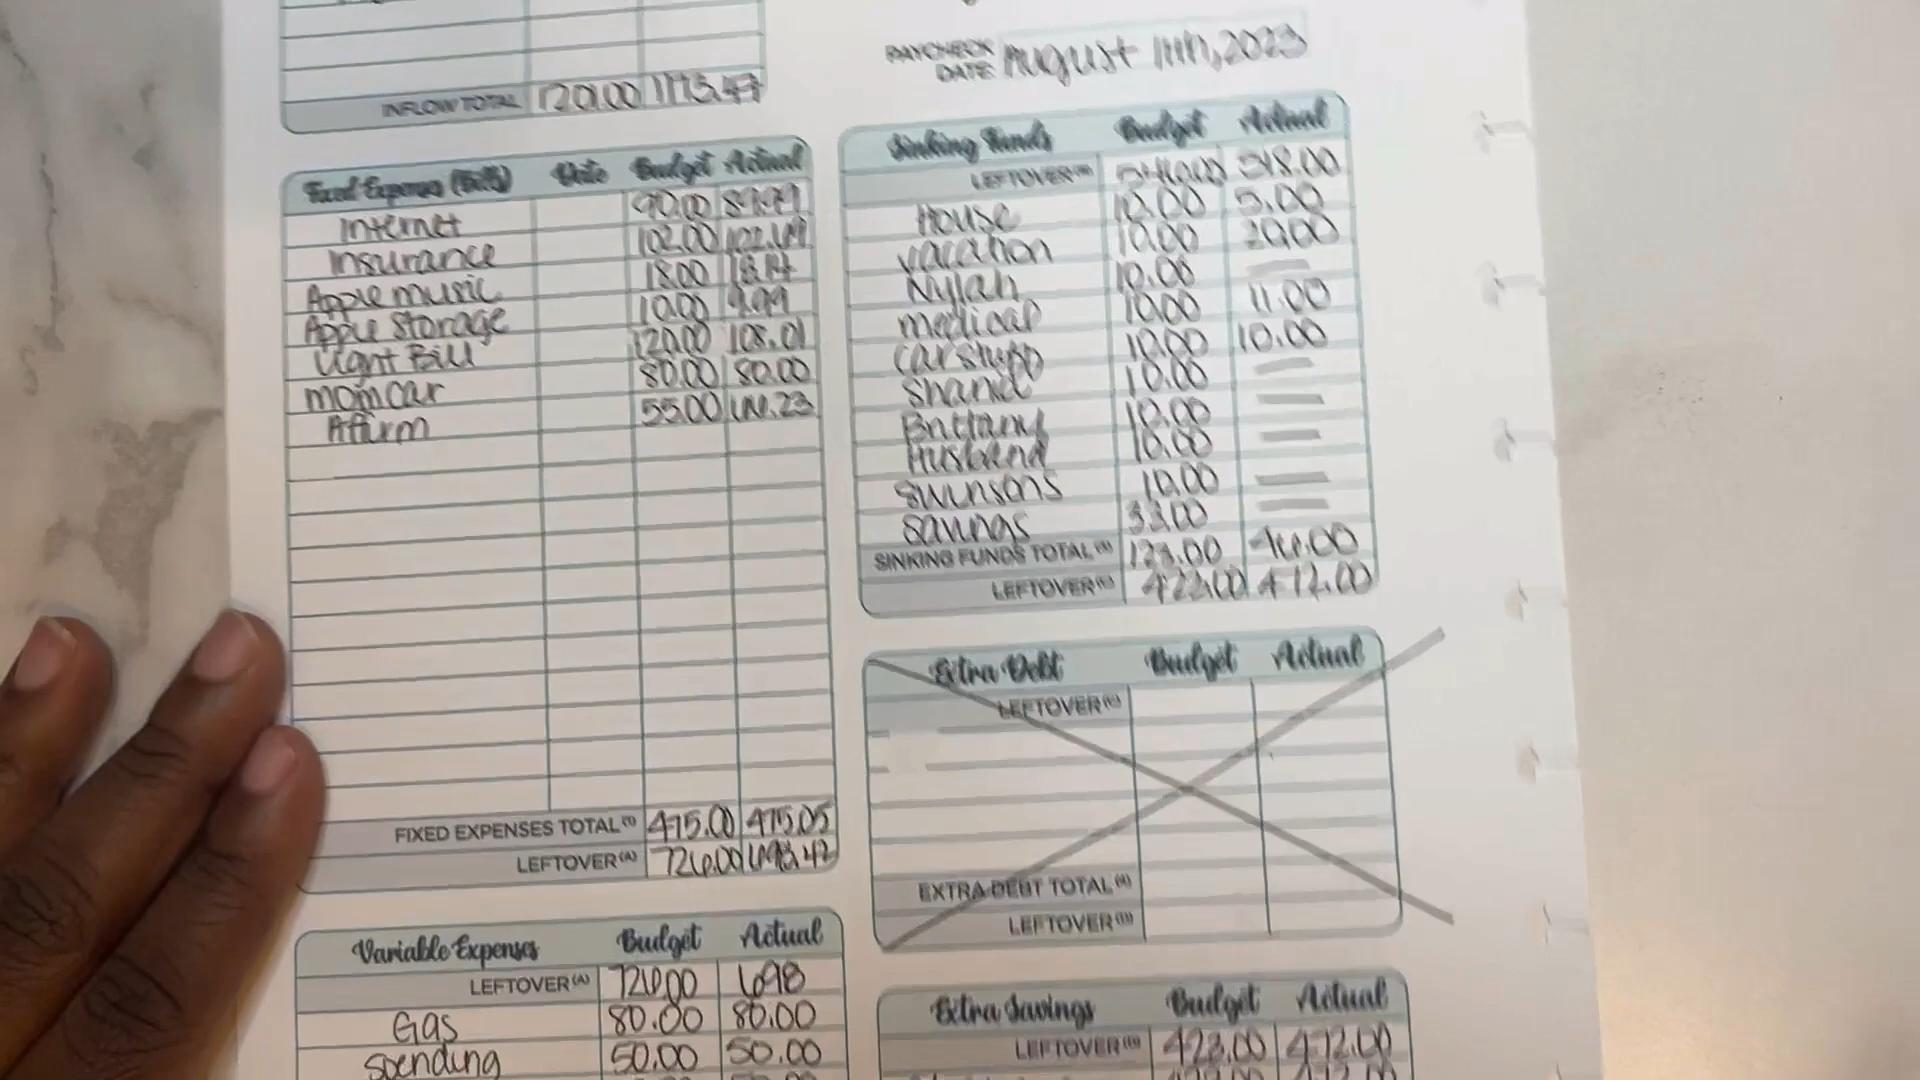 INFLOW TOTAL 1201.00 1173.47
Fixed Expenses (Bills) Date Budget Actual
Internet 90.00 89.99
Insurance 102.00 102.69
Apple music 18.00 18.14
Apple Storage 10.00 9.99
Light Bill 120.00 108.01
mom car 80.00 80.00
Affirm 55.00 66.23
FIXED EXPENSES TOTAL (1) 475.00 475.05
LEFTOVER (A) 726.00 698.42
Variable Expenses Budget Actual
LEFTOVER (A) 726.00 698
Gas 80.00 80.00
spending 50.00 50.00
PAYCHECK
DATE: August 11th, 2023
Sinking Funds Budget Actual
LEFTOVER (B) 518.00
House 10.00 5.00
vacation 10.00 20.00
Nylah 10.00
medical 10.00 11.00
car stuff 10.00 10.00
Shanice 10.00
Brittany 10.00
Husband 10.00
Swinsons 10.00
Savings 33.00
SINKING FUNDS TOTAL 123.00 46.00
LEFTOVER (C) 423.00 472.00
Extra Debt Budget Actual
LEFTOVER (C)
EXTRA DEBT TOTAL
LEFTOVER (D)
Extra Savings Budget Actual
LEFTOVER (D) 423.00 472.00